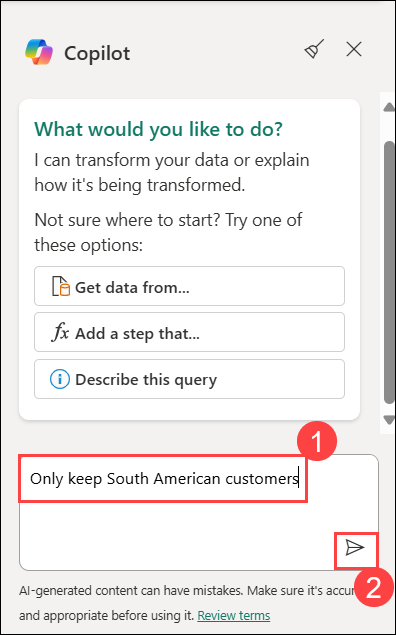 Copilot
What would you like to do?
I can transform your data or explain
how it's being transformed.
Not sure where to start? Try one of
these options:
Get data from...
fx Add a step that...
Describe this query
1
Only keep South American customers
2
AI-generated content can have mistakes. Make sure it's accur
and appropriate before using it. Review terms